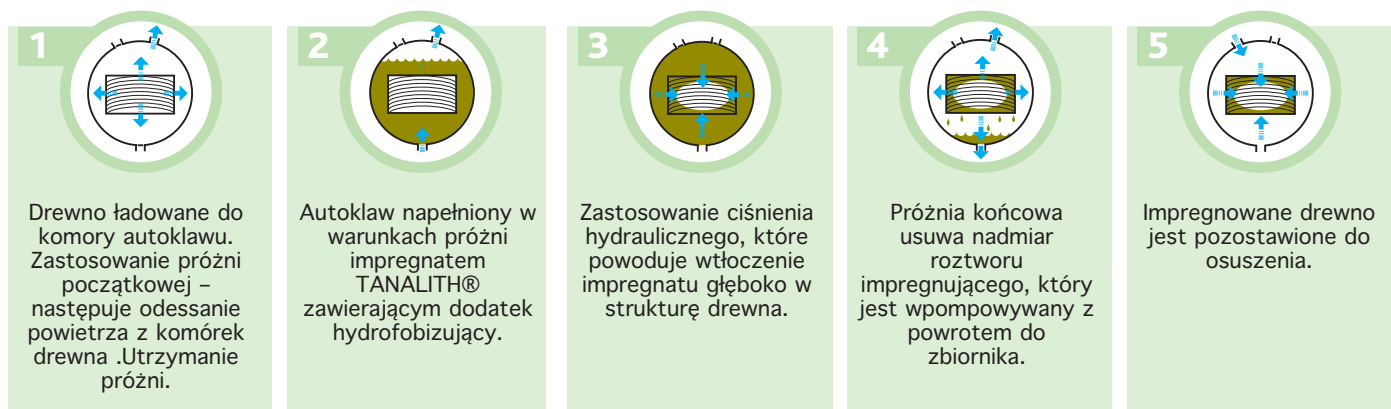 1
Drewno ładowane do
komory autoklawu.
Zastosowanie próżni
początkowej –
następuje odessanie
powietrza z komórek
drewna .Utrzymanie
próżni.
2
Autoklaw napełniony w
warunkach próżni
impregnatem
TANALITH®
zawierającym dodatek
hydrofobizujący.
3
Zastosowanie ciśnienia
hydraulicznego, które
powoduje wtłoczenie
impregnatu głęboko w
strukturę drewna.
4
Próżnia końcowa
usuwa nadmiar
roztworu
impregnującego, który
jest wpompowywany z
powrotem do
zbiornika.
5
Impregnowane drewno
jest pozostawione do
osuszenia.